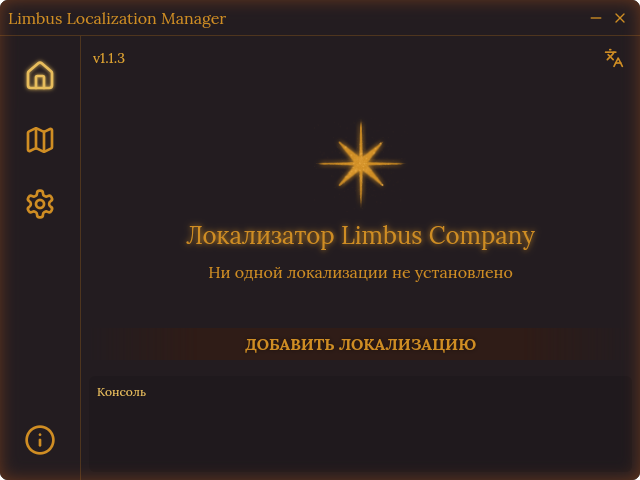 Limbus Localization Manager
v1.1.3
Локализатор Limbus Company
Ни одной локализации не установлено
ДОБАВИТЬ ЛОКАЛИЗАЦИЮ
Консоль